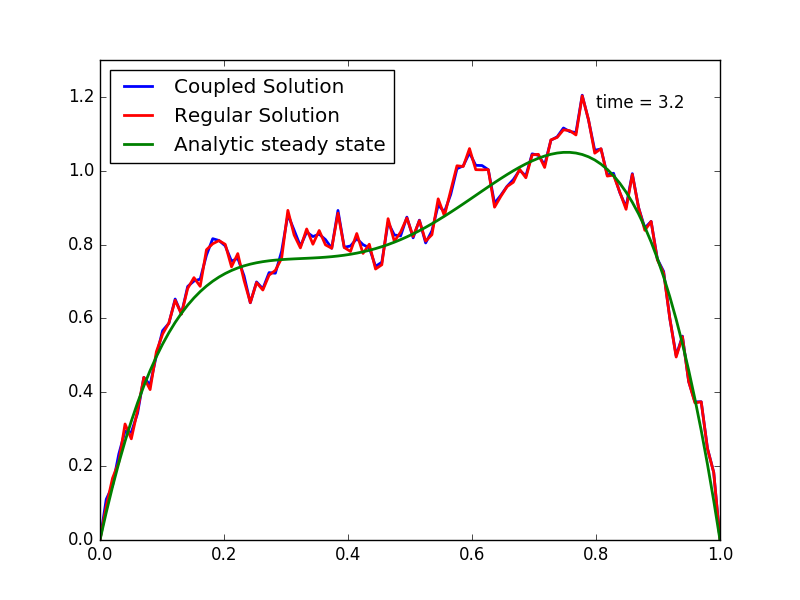 Coupled Solution
Regular Solution
Analytic steady state
time = 3.2
1.2
1.0
0.8
0.6
0.4
0.2
0.0
0.0 0.2 0.4 0.6 0.8 1.0